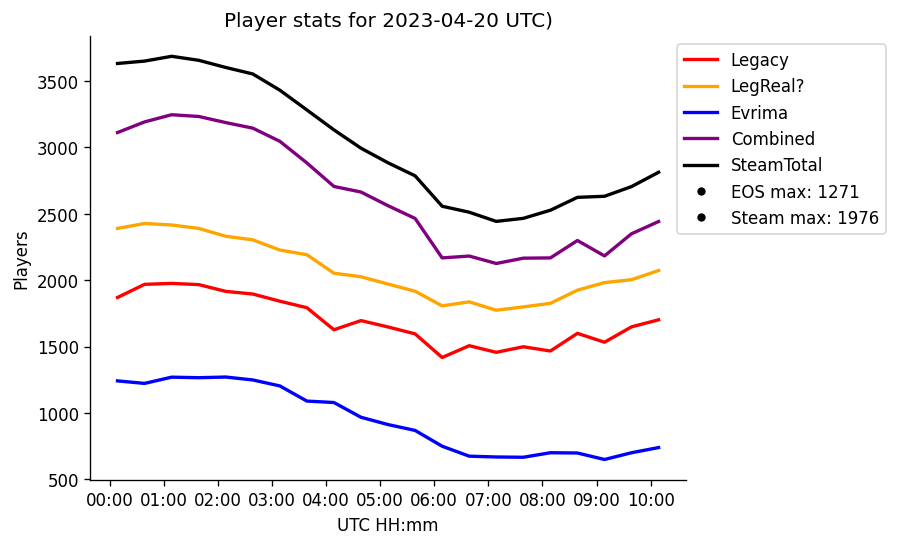 Player stats for 2023-04-20 UTC)
Players
3500
3000
2500
2000
1500
1000
500
00:00 01:00 02:00 03:00 04:00 05:00 06:00 07:00 08:00 09:00 10:00
UTC HH:mm
Legacy
LegReal?
Evrima
Combined
SteamTotal
EOS max: 1271
Steam max: 1976